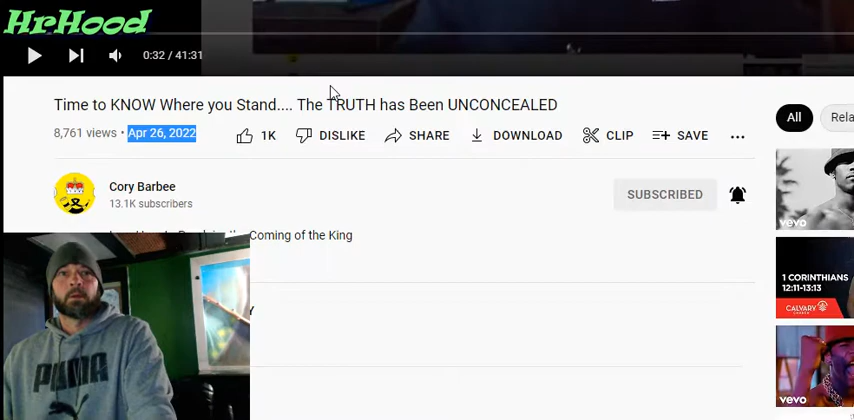 HrHood
0:32 / 41:31
Time to KNOW Where you Stand.... The TRUTH has Been UNCONCEALED
8,761 views • Apr 26, 2022
1K DISLIKE SHARE DOWNLOAD CLIP SAVE ...
All
Cory Barbee
13.1K subscribers
SUBSCRIBED
Coming of the King
vevo
1 CORINTHIANS
12:11-13:13
CALVARY
vevo
PUMA